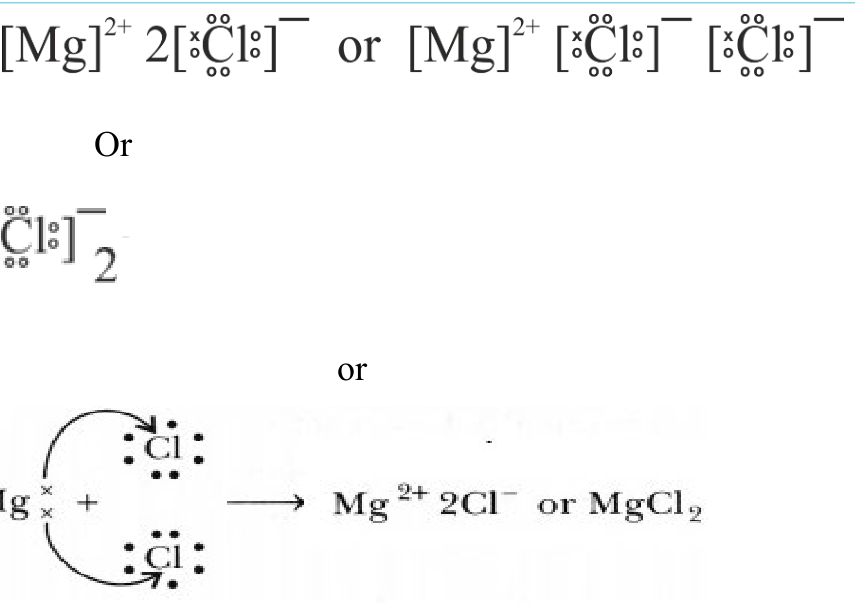 [Mg]²⁺ 2[Cl]⁻ or [Mg]²⁺ [Cl]⁻ [Cl]⁻
Or
Cl]⁻₂
or
Cl
g + → Mg²⁺ 2Cl⁻ or MgCl₂
Cl